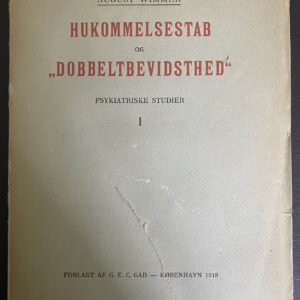 AUGUST WIMMER
HUKOMMELSESTAB
OG
„DOBBELTBEVIDSTHED“
PSYKIATRISKE STUDIER
I
FORLAGT AF G. E. C. GAD — KØBENHAVN 1918